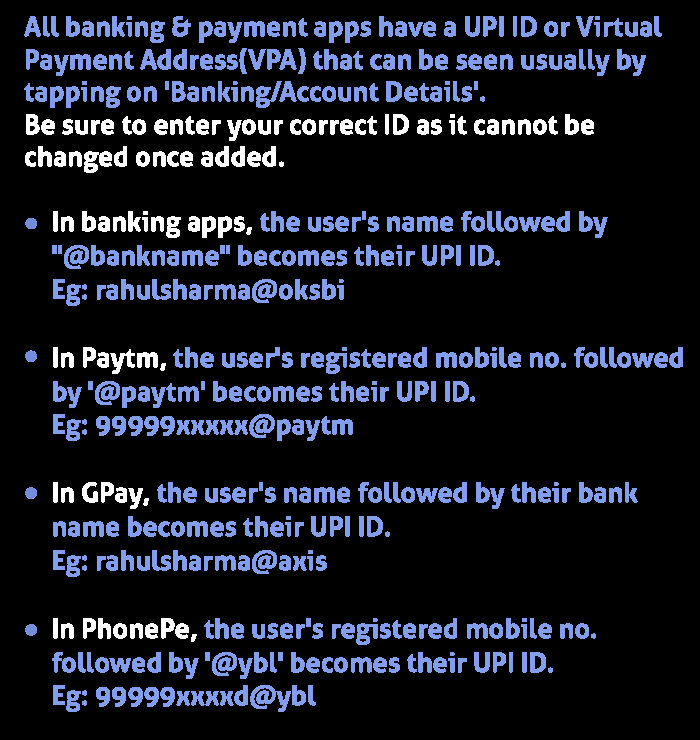 All banking & payment apps have a UPI ID or Virtual
Payment Address(VPA) that can be seen usually by
tapping on 'Banking/Account Details'.
Be sure to enter your correct ID as it cannot be
changed once added.
• In banking apps, the user's name followed by
"@bankname" becomes their UPI ID.
Eg: rahulsharma@oksbi
• In Paytm, the user's registered mobile no. followed
by '@paytm' becomes their UPI ID.
Eg: 99999xxxxx@paytm
• In GPay, the user's name followed by their bank
name becomes their UPI ID.
Eg: rahulsharma@axis
• In PhonePe, the user's registered mobile no.
followed by '@ybl' becomes their UPI ID.
Eg: 99999xxxxd@ybl